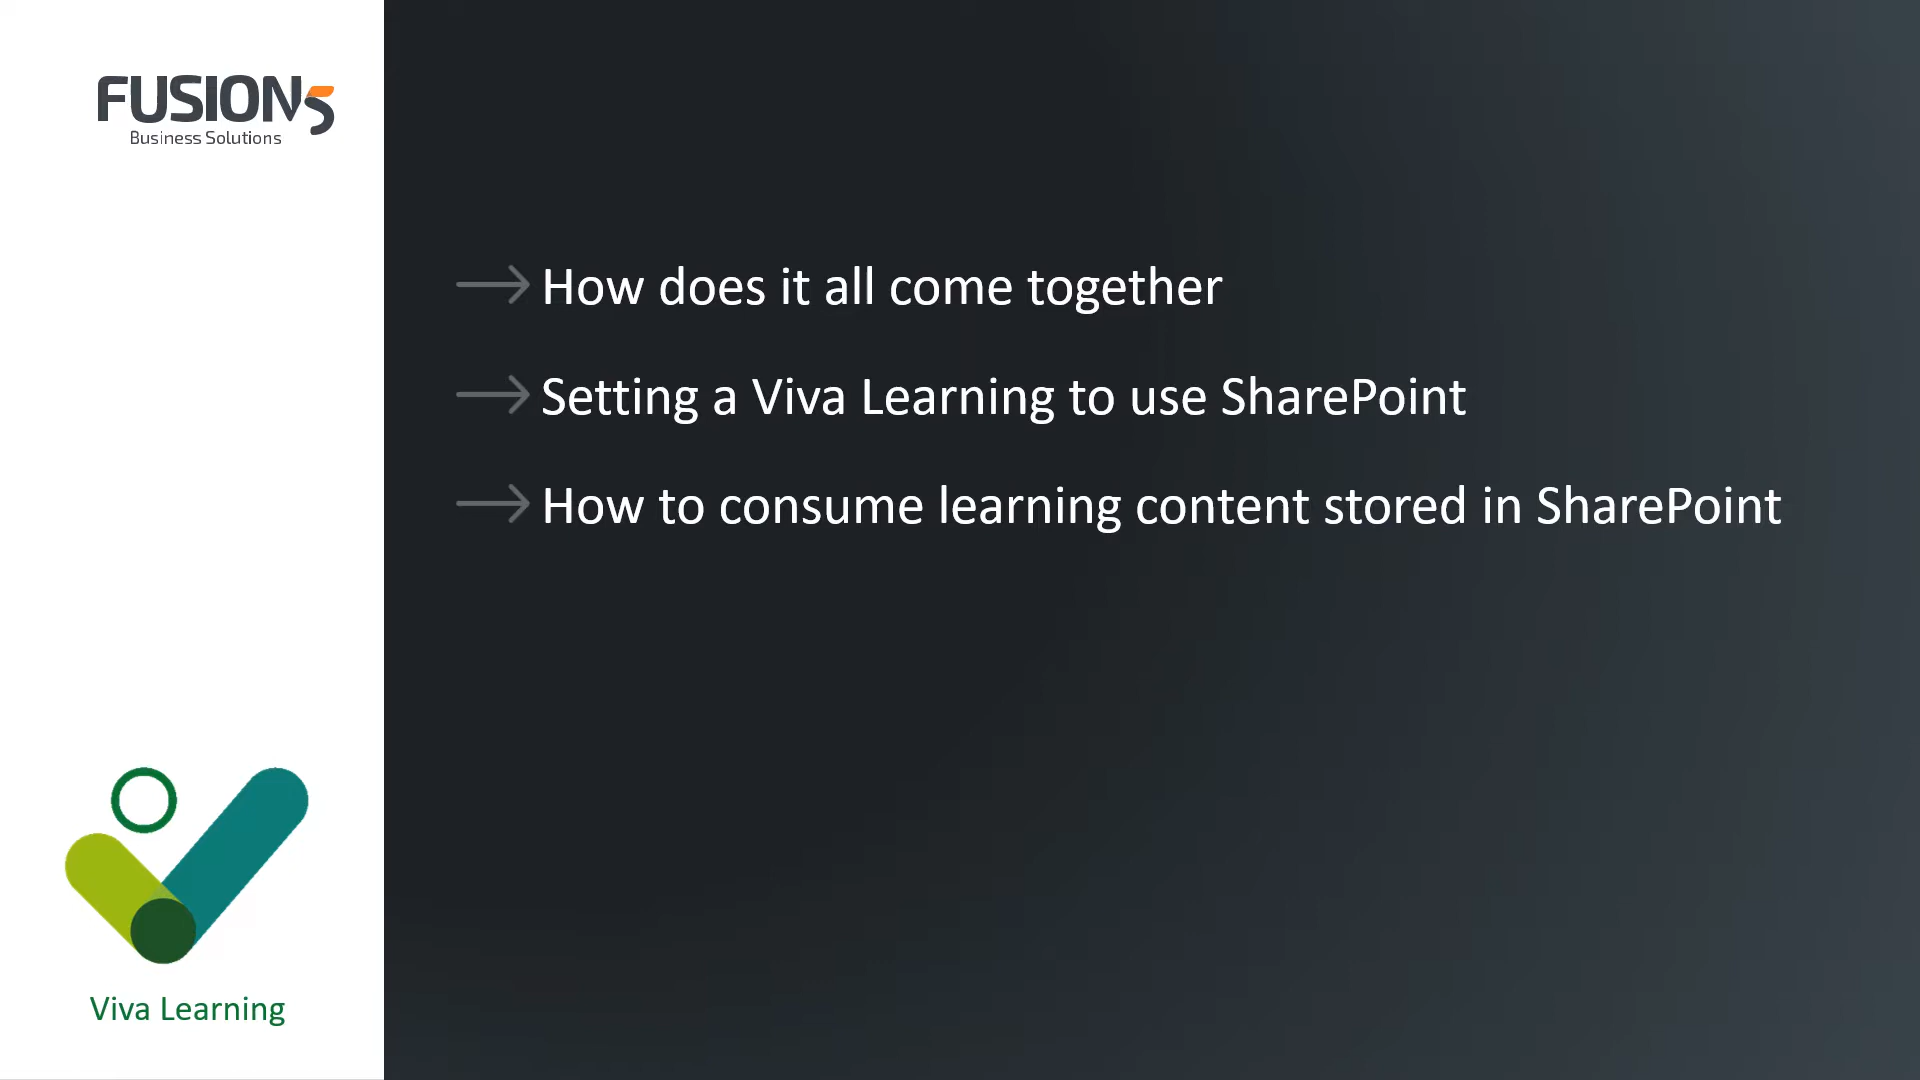 FUSION5
Business Solutions
How does it all come together
Setting a Viva Learning to use SharePoint
How to consume learning content stored in SharePoint
Viva Learning